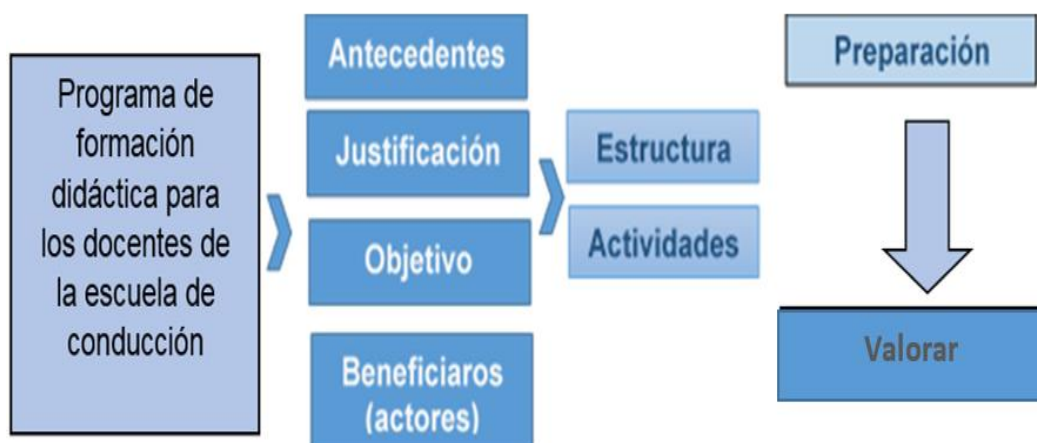 Programa de
formación
didáctica para
los docentes de
la escuela de
conducción
Antecedentes
Justificación
Objetivo
Beneficiaros
(actores)
Estructura
Actividades
Preparación
Valorar